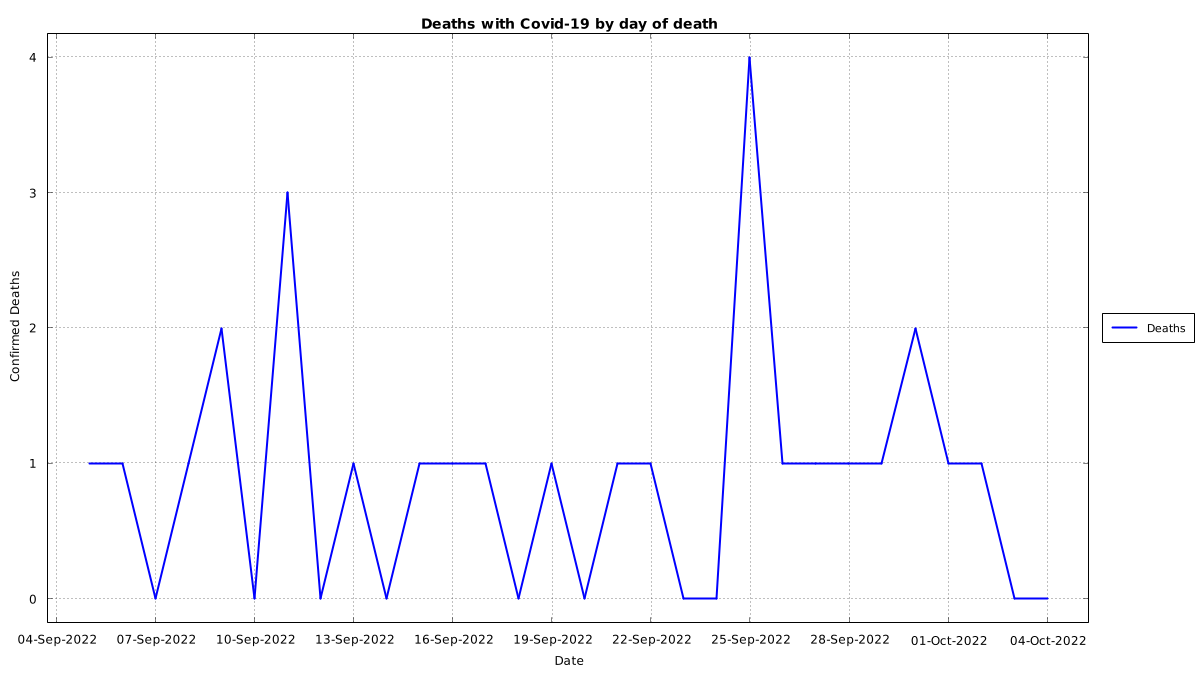 Deaths with Covid-19 by day of death
4
3
2
1
0
Confirmed Deaths
Deaths
04-Sep-2022 07-Sep-2022 10-Sep-2022 13-Sep-2022 16-Sep-2022 19-Sep-2022 22-Sep-2022 25-Sep-2022 28-Sep-2022 01-Oct-2022 04-Oct-2022
Date